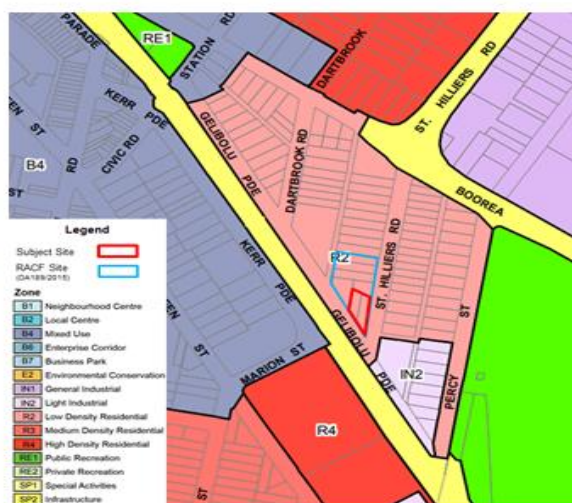 PARADE
RE1
STATION RD
DARTBROOK
ST. HILLIERS RD
KERR PDE
GELIBOLU PDE
CIVIC RD
B4
ST
DARTBROOK RD
BOOREA
KERR PDE
R2
ST. HILLIERS RD
ST
GELIBOLU PDE
MARION ST
IN2
PERCY
R4
ST
ST
Legend
Subject Site
RACF Site
(DA189/2015)
Zone
B1 Neighbourhood Centre
B2 Local Centre
B4 Mixed Use
B6 Enterprise Corridor
B7 Business Park
E2 Environmental Conservation
IN1 General Industrial
IN2 Light Industrial
R2 Low Density Residential
R3 Medium Density Residential
R4 High Density Residential
RE1 Public Recreation
RE2 Private Recreation
SP1 Special Activities
SP2 Infrastructure